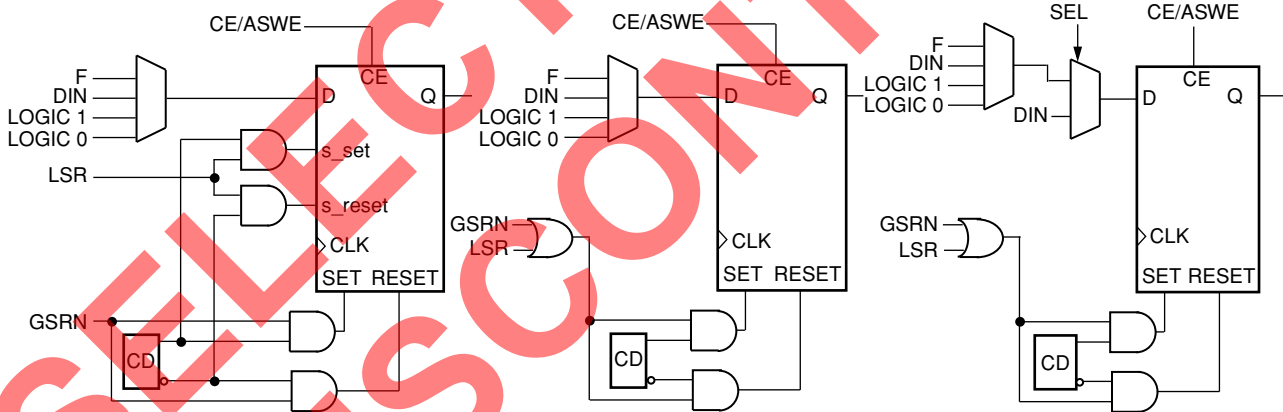 CE/ASWE
F
DIN
LOGIC 1
LOGIC 0
LSR
GSRN
CD
CE
D
Q
s_set
s_reset
CLK
SET RESET
CE/ASWE
F
DIN
LOGIC 1
LOGIC 0
GSRN
LSR
CD
CE
D
Q
CLK
SET RESET
SEL
CE/ASWE
F
DIN
LOGIC 1
LOGIC 0
DIN
GSRN
LSR
CD
CE
D
Q
CLK
SET RESET
SELECT
DISCONT